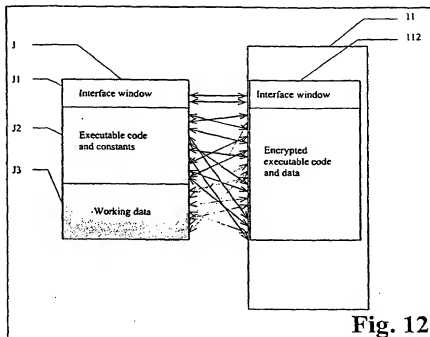 J
11
112
J1
Interface window
Interface window
J2
Executable code
and constants
Encrypted
executable code
and data
J3
Working data
Fig. 12